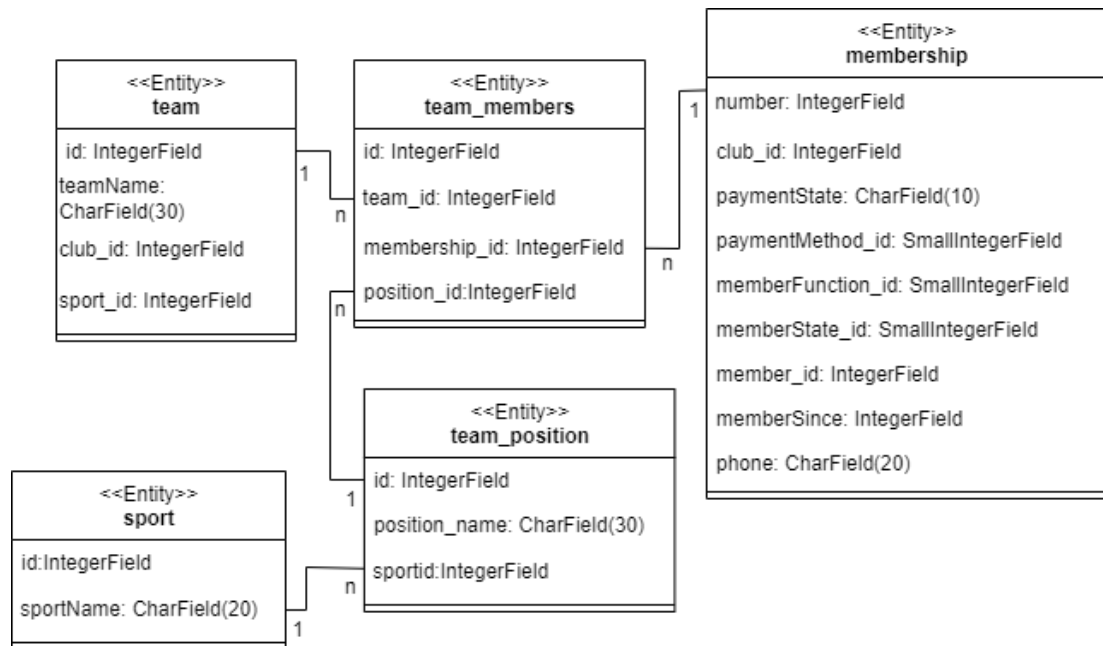 <<Entity>>
team
id: IntegerField
teamName:
CharField(30)
club_id: IntegerField
sport_id: IntegerField
1
n
<<Entity>>
team_members
id: IntegerField
team_id: IntegerField
membership_id: IntegerField
position_id:IntegerField
n
n
1
<<Entity>>
membership
number: IntegerField
club_id: IntegerField
paymentState: CharField(10)
paymentMethod_id: SmallIntegerField
memberFunction_id: SmallIntegerField
memberState_id: SmallIntegerField
member_id: IntegerField
memberSince: IntegerField
phone: CharField(20)
<<Entity>>
team_position
id: IntegerField
position_name: CharField(30)
sportid:IntegerField
1
n
<<Entity>>
sport
id:IntegerField
sportName: CharField(20)
1